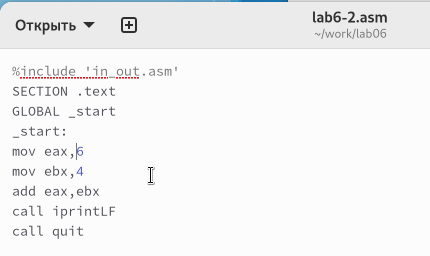 Открыть
lab6-2.asm
~/work/lab06
%include 'in_out.asm'
SECTION .text
GLOBAL _start
_start:
mov eax,6
mov ebx,4
add eax,ebx
call iprintLF
call quit